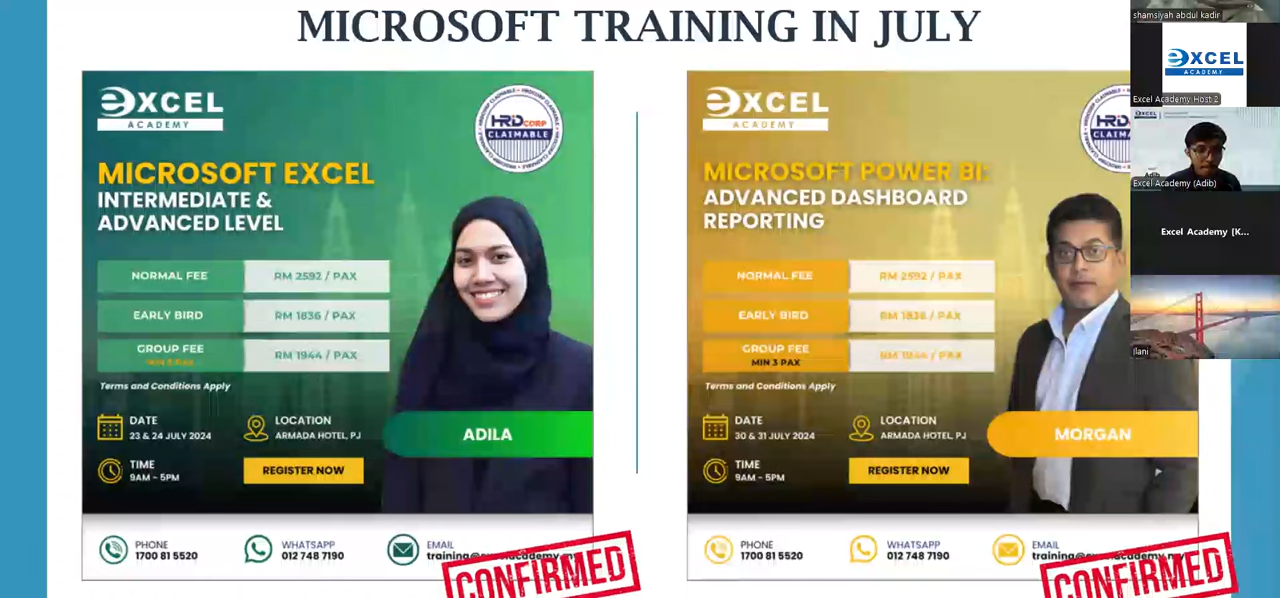 MICROSOFT TRAINING IN JULY
eXCEL
ACADEMY
HRD CORP
CLAIMABLE
MICROSOFT EXCEL
INTERMEDIATE &
ADVANCED LEVEL
NORMAL FEE RM 2592 / PAX
EARLY BIRD RM 1836 / PAX
GROUP FEE RM 1944 / PAX
MIN 3 PAX
Terms and Conditions Apply
DATE
23 & 24 JULY 2024
LOCATION
ARMADA HOTEL, PJ
TIME
9AM - 5PM
REGISTER NOW
ADILA
PHONE
1700 81 5520
WHATSAPP
012 748 7190
EMAIL
CONFIRMED
eXCEL
ACADEMY
HRD
CLAIMA
MICROSOFT POWER BI:
ADVANCED DASHBOARD
REPORTING
NORMAL FEE RM 2592 / PAX
EARLY BIRD RM 1836 / PAX
GROUP FEE RM 1944 / PAX
MIN 3 PAX
Terms and Conditions Apply
DATE
30 & 31 JULY 2024
LOCATION
ARMADA HOTEL, PJ
TIME
9AM - 5PM
REGISTER NOW
MORGAN
PHONE
1700 81 5520
WHATSAPP
012 748 7190
EMAIL
CONFIRMED
shamsiyah abdul kadir
eXCEL
ACADEMY
Excel Academy Host 2
Adib
Excel Academy (Adib)
Excel Academy (K...
Ilani